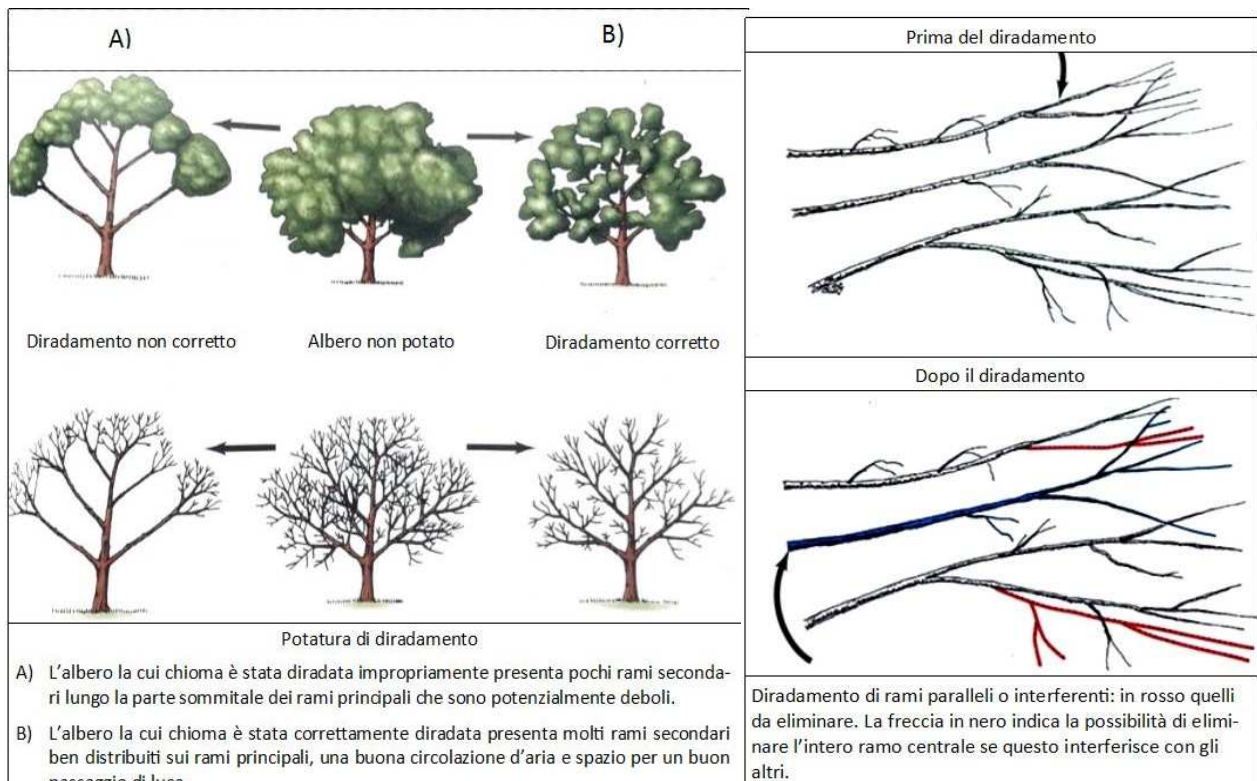 A)
B)
Diradamento non corretto
Albero non potato
Diradamento corretto
Potatura di diradamento
A) L'albero la cui chioma è stata diradata impropriamente presenta pochi rami seconda-
ri lungo la parte sommitale dei rami principali che sono potenzialmente deboli.
B) L'albero la cui chioma è stata correttamente diradata presenta molti rami secondari
ben distribuiti sui rami principali, una buona circolazione d'aria e spazio per un buon
passaggio di luce
Prima del diradamento
Dopo il diradamento
Diradamento di rami paralleli o interferenti: in rosso quelli
da eliminare. La freccia in nero indica la possibilità di elimi-
nare l'intero ramo centrale se questo interferisce con gli
altri.